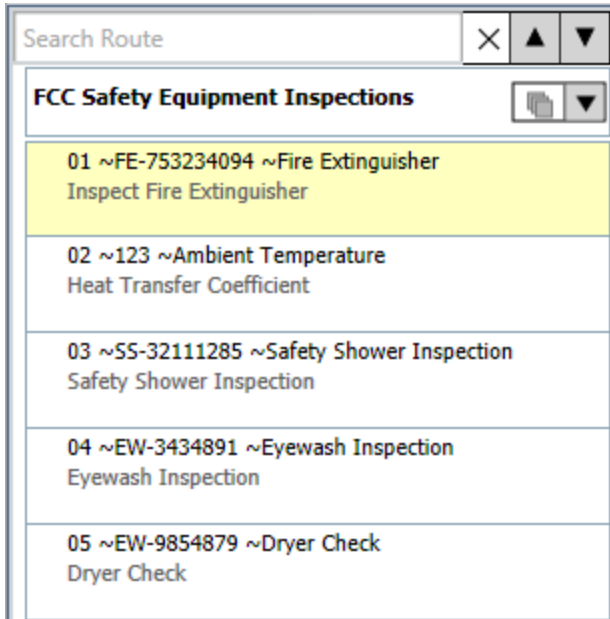 Search Route
FCC Safety Equipment Inspections
01 ~FE-753234094 ~Fire Extinguisher
Inspect Fire Extinguisher
02 ~123 ~Ambient Temperature
Heat Transfer Coefficient
03 ~SS-32111285 ~Safety Shower Inspection
Safety Shower Inspection
04 ~EW-3434891 ~Eyewash Inspection
Eyewash Inspection
05 ~EW-9854879 ~Dryer Check
Dryer Check